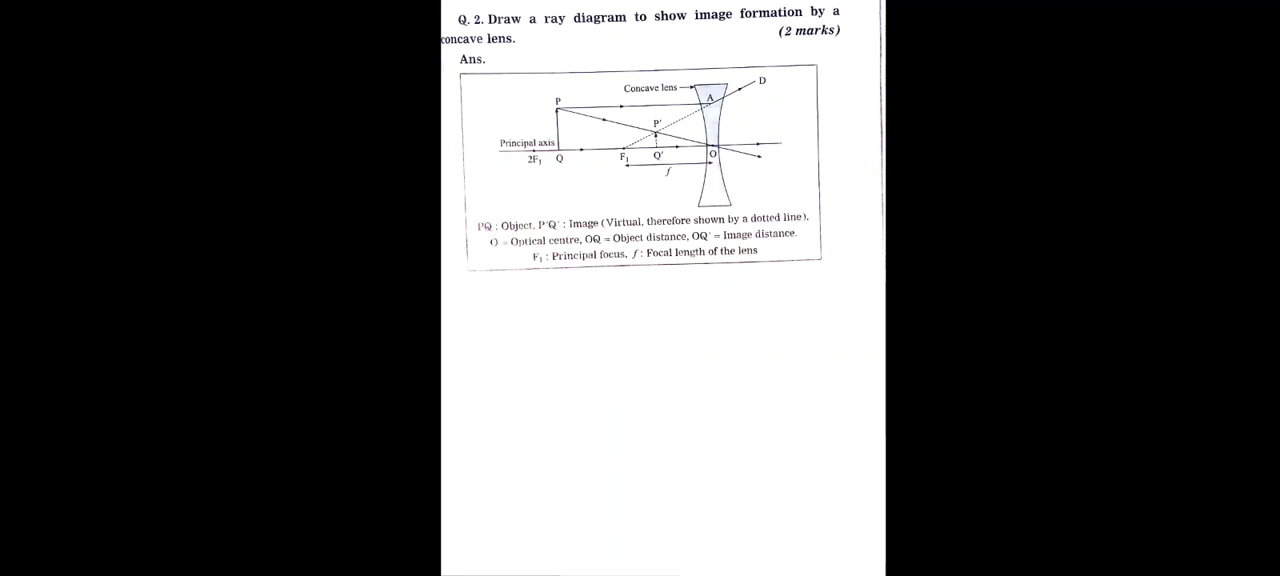 Q. 2. Draw a ray diagram to show image formation by a
concave lens. (2 marks)
Ans.
Concave lens
D
P
A
P'
Principal axis
2F₁ Q F₁ Q' O
f
PQ : Object, P'Q' : Image (Virtual, therefore shown by a dotted line),
O = Optical centre, OQ = Object distance, OQ' = Image distance.
F₁ : Principal focus, f : Focal length of the lens